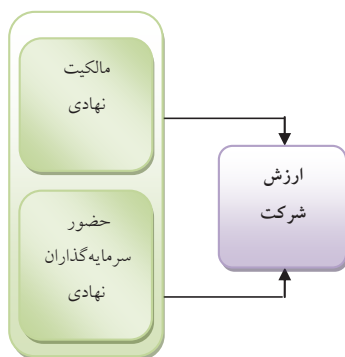 مالکیت
نهادی
ارزش
شرکت
حضور
سرمایه‌گذاران
نهادی